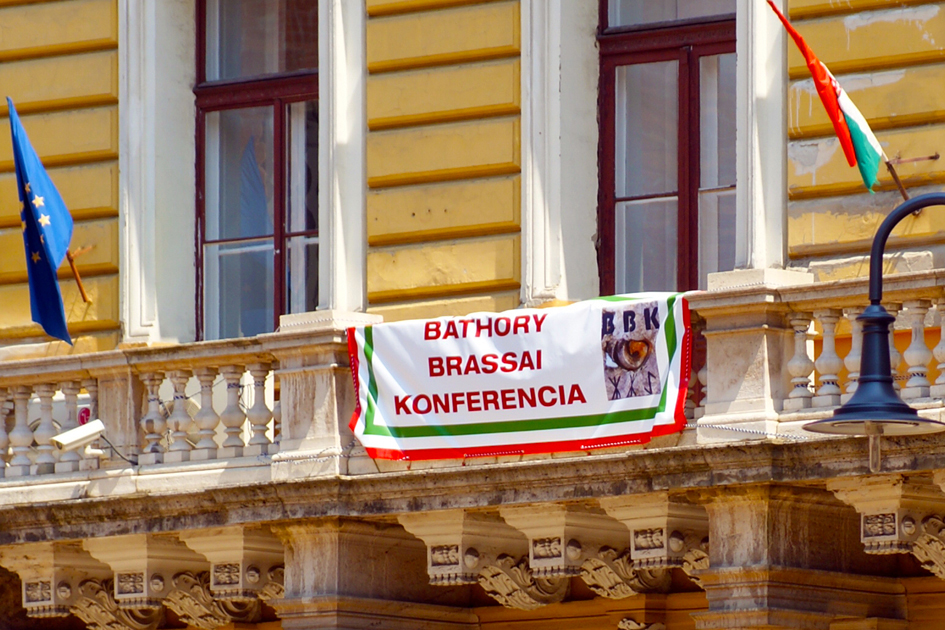 BATHORY
BRASSAI
KONFERENCIA
BBK